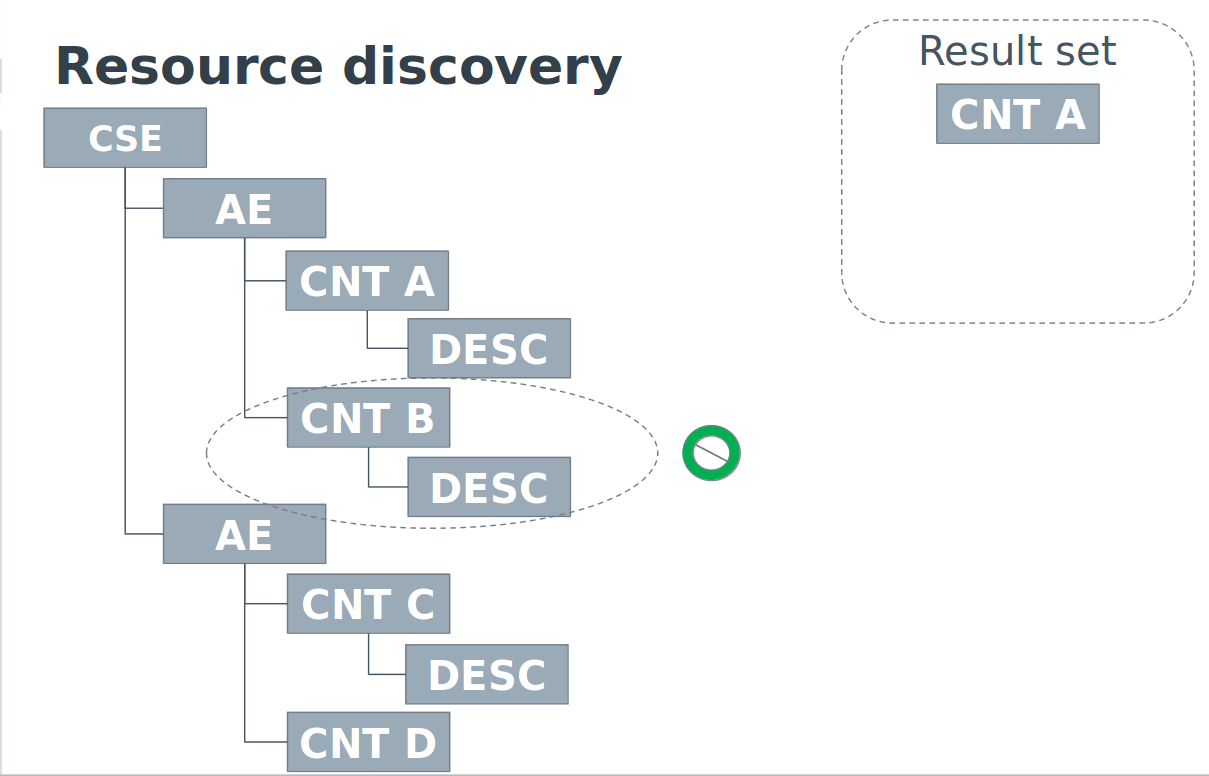 Resource discovery
Result set
CNT A
CSE
AE
CNT A
DESC
CNT B
DESC
AE
CNT C
DESC
CNT D